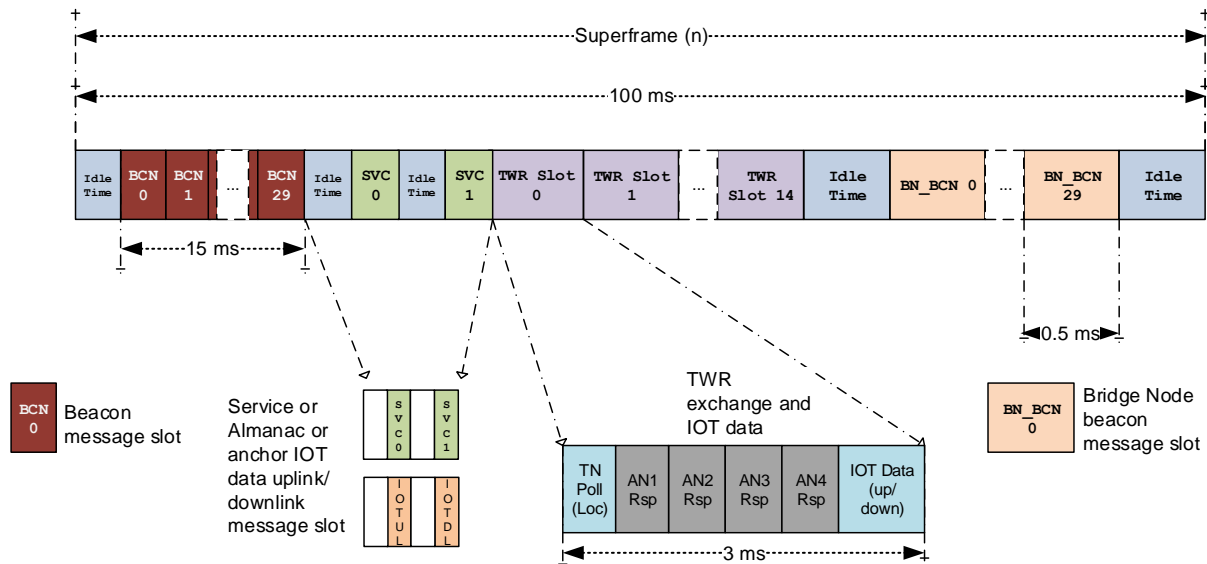 Superframe (n)
100 ms
Idle
Time
BCN
0
BCN
1
...
BCN
29
Idle
Time
SVC
0
Idle
Time
SVC
1
TWR Slot
0
TWR Slot
1
...
TWR
Slot 14
Idle
Time
BN_BCN 0
...
BN_BCN
29
Idle
Time
15 ms
0.5 ms
BCN
0
Beacon
message slot
Service or
Almanac or
anchor IOT
data uplink/
downlink
message slot
SVC0
SVC1
IOTUL
IOTDL
TWR
exchange and
IOT data
TN
Poll
(Loc)
AN1
Rsp
AN2
Rsp
AN3
Rsp
AN4
Rsp
IOT Data
(up/
down)
3 ms
BN_BCN
0
Bridge Node
beacon
message slot